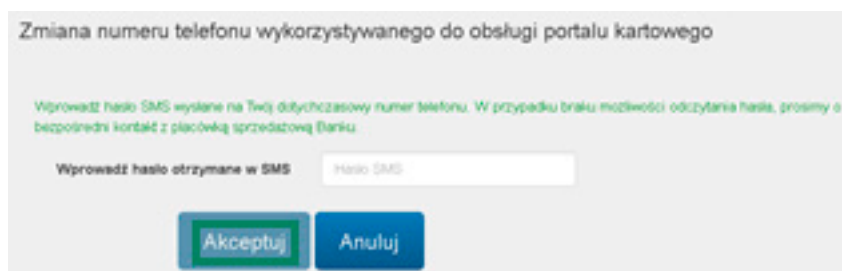 Zmiana numeru telefonu wykorzystywanego do obsługi portalu kartowego
Wprowadź hasło SMS wysłane na Twój dotychczasowy numer telefonu. W przypadku braku możliwości odczytania hasła, prosimy o
bezpośredni kontakt z placówką sprzedażową Banku.
Wprowadź hasło otrzymane w SMS
Hasło SMS
Akceptuj
Anuluj